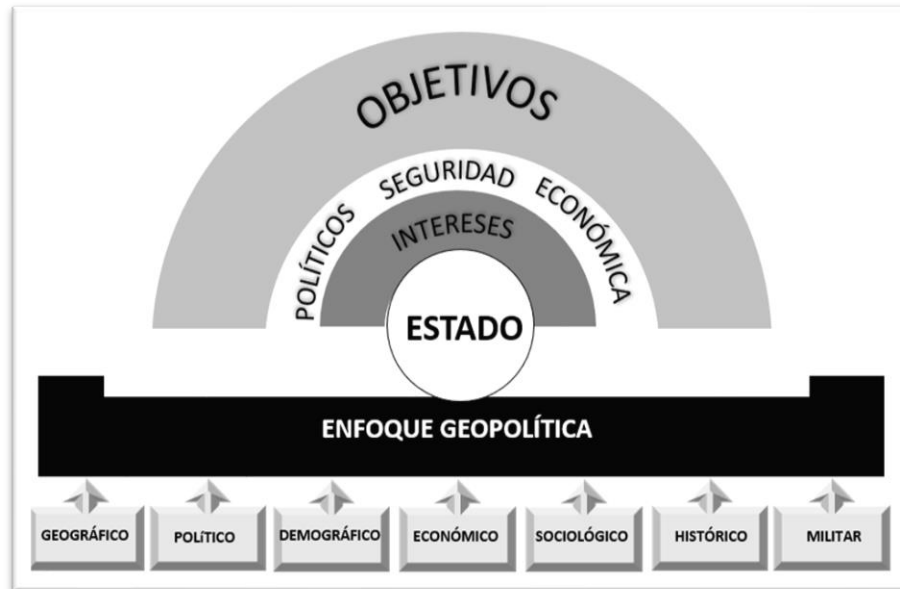 OBJETIVOS
POLÍTICOS SEGURIDAD ECONÓMICA
INTERESES
ESTADO
ENFOQUE GEOPOLÍTICA
GEOGRÁFICO POLíTICO DEMOGRÁFICO ECONÓMICO SOCIOLÓGICO HISTÓRICO MILITAR